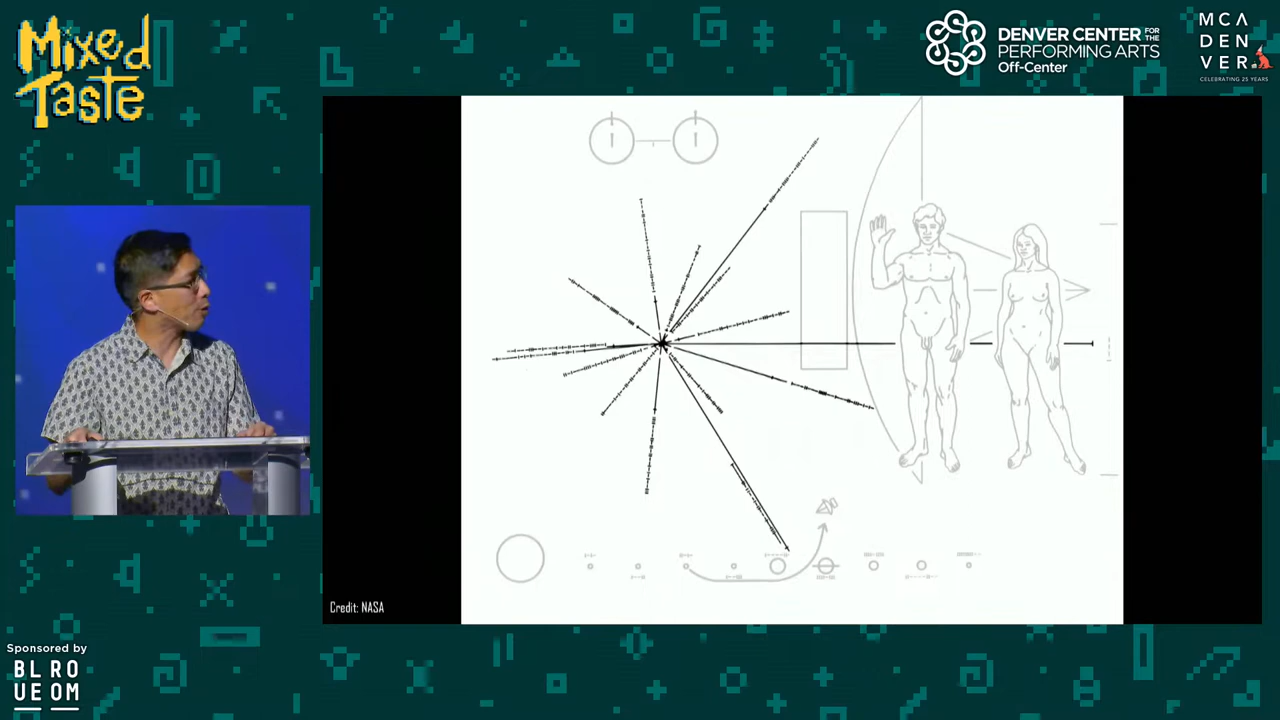 Mixed
Taste
DENVER CENTER FOR THE
PERFORMING ARTS
Off-Center
MCA
DEN
VER
CELEBRATING 25 YEARS
Credit: NASA
Sponsored by
BL RO
UE OM